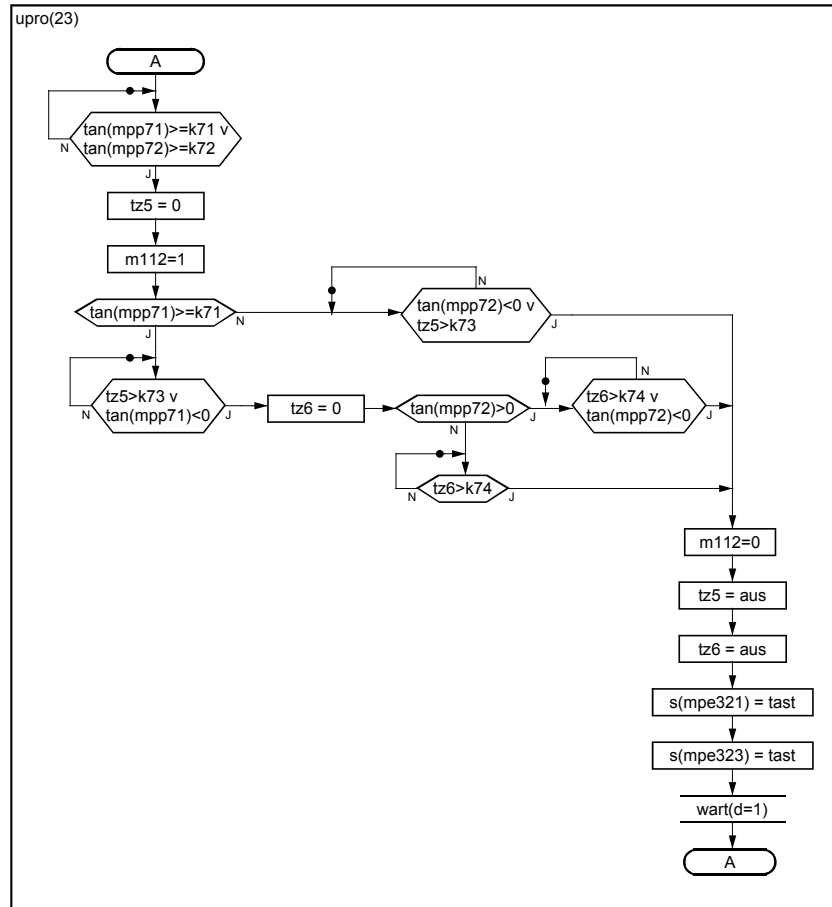 upro(23)
A
tan(mpp71)>=k71 v
tan(mpp72)>=k72
N
J
tz5 = 0
m112=1
tan(mpp71)>=k71
N
J
N
tan(mpp72)<0 v
tz5>k73
J
tz5>k73 v
tan(mpp71)<0
N
J
tz6 = 0
tan(mpp72)>0
N
J
N
tz6>k74 v
tan(mpp72)<0
J
tz6>k74
N
J
m112=0
tz5 = aus
tz6 = aus
s(mpe321) = tast
s(mpe323) = tast
wart(d=1)
A